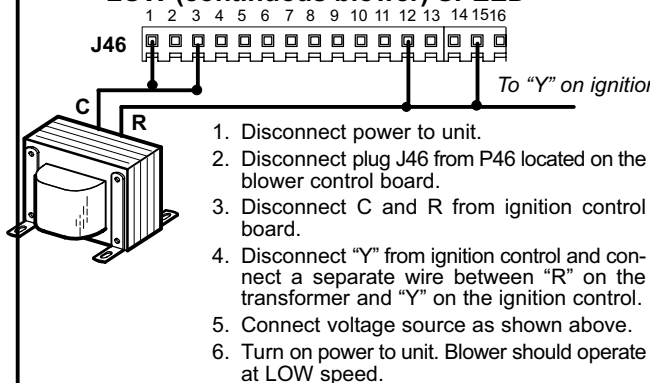 LOW (continuous blower) SPEED
1 2 3 4 5 6 7 8 9 10 11 12 13 14 15 16
J46
To “Y” on ignition
C
R
1. Disconnect power to unit.
2. Disconnect plug J46 from P46 located on the
blower control board.
3. Disconnect C and R from ignition control
board.
4. Disconnect “Y” from ignition control and con-
nect a separate wire between “R” on the
transformer and “Y” on the ignition control.
5. Connect voltage source as shown above.
6. Turn on power to unit. Blower should operate
at LOW speed.